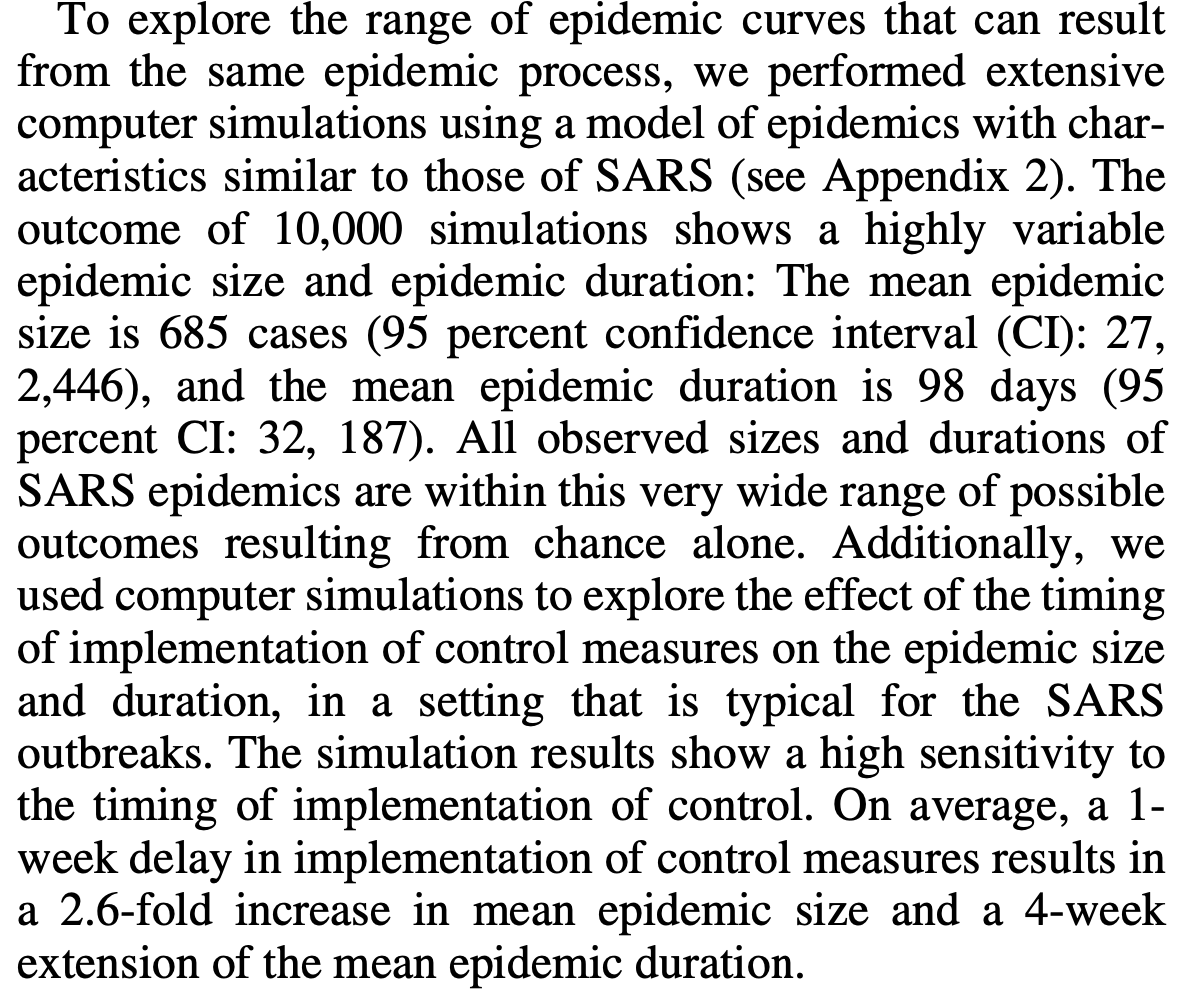 To explore the range of epidemic curves that can result
from the same epidemic process, we performed extensive
computer simulations using a model of epidemics with char-
acteristics similar to those of SARS (see Appendix 2). The
outcome of 10,000 simulations shows a highly variable
epidemic size and epidemic duration: The mean epidemic
size is 685 cases (95 percent confidence interval (CI): 27,
2,446), and the mean epidemic duration is 98 days (95
percent CI: 32, 187). All observed sizes and durations of
SARS epidemics are within this very wide range of possible
outcomes resulting from chance alone. Additionally, we
used computer simulations to explore the effect of the timing
of implementation of control measures on the epidemic size
and duration, in a setting that is typical for the SARS
outbreaks. The simulation results show a high sensitivity to
the timing of implementation of control. On average, a 1-
week delay in implementation of control measures results in
a 2.6-fold increase in mean epidemic size and a 4-week
extension of the mean epidemic duration.